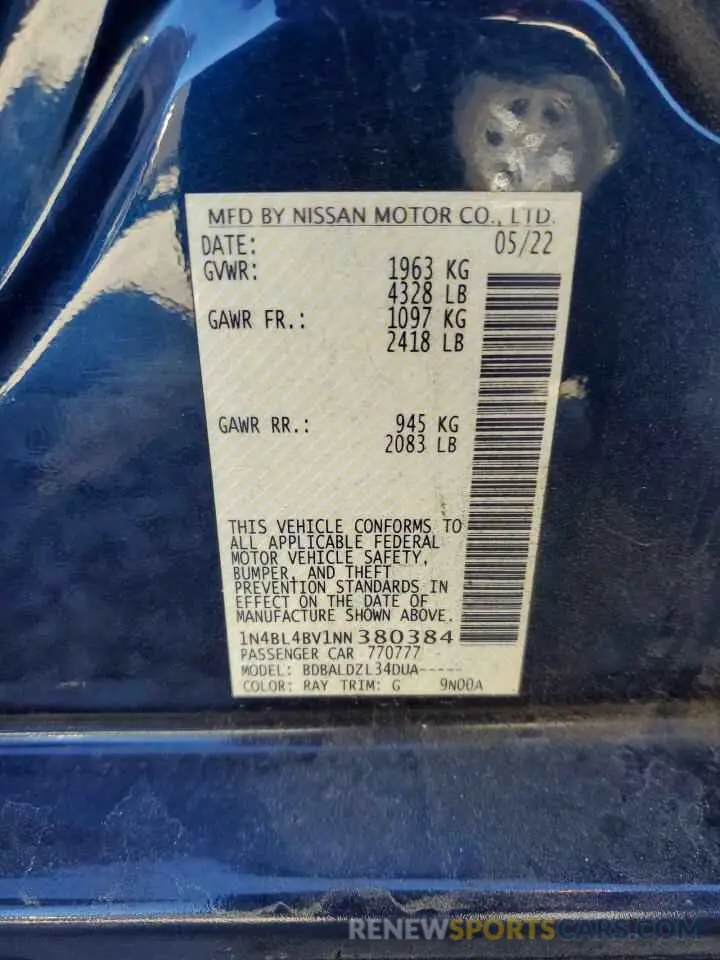 MFD BY NISSAN MOTOR CO., LTD.
DATE: 05/22
GVWR: 1963 KG
4328 LB
GAWR FR.: 1097 KG
2418 LB
GAWR RR.: 945 KG
2083 LB
THIS VEHICLE CONFORMS TO
ALL APPLICABLE FEDERAL
MOTOR VEHICLE SAFETY,
BUMPER, AND THEFT
PREVENTION STANDARDS IN
EFFECT ON THE DATE OF
MANUFACTURE SHOWN ABOVE.
1N4BL4BV1NN380384
PASSENGER CAR 770777
MODEL: BDBALDZL34DUA-----
COLOR: RAY TRIM: G 9N00A
RENEWSPORTSCARS.COM